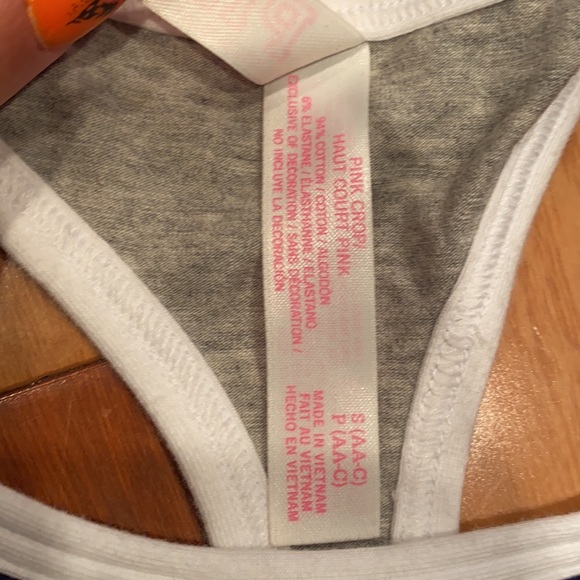 PINK CROP/
HAUT COURT PINK
94% COTTON / COTON / ALGODON
6% ELASTANE / ÉLASTHANNE / ELASTANO
EXCLUSIVE OF DECORATION / SANS DÉCORATION /
NO INCLUYE LA DECORACIÓN
S (AA-C)
P (AA-C)
MADE IN VIETNAM
FAIT AU VIETNAM
HECHO EN VIETNAM